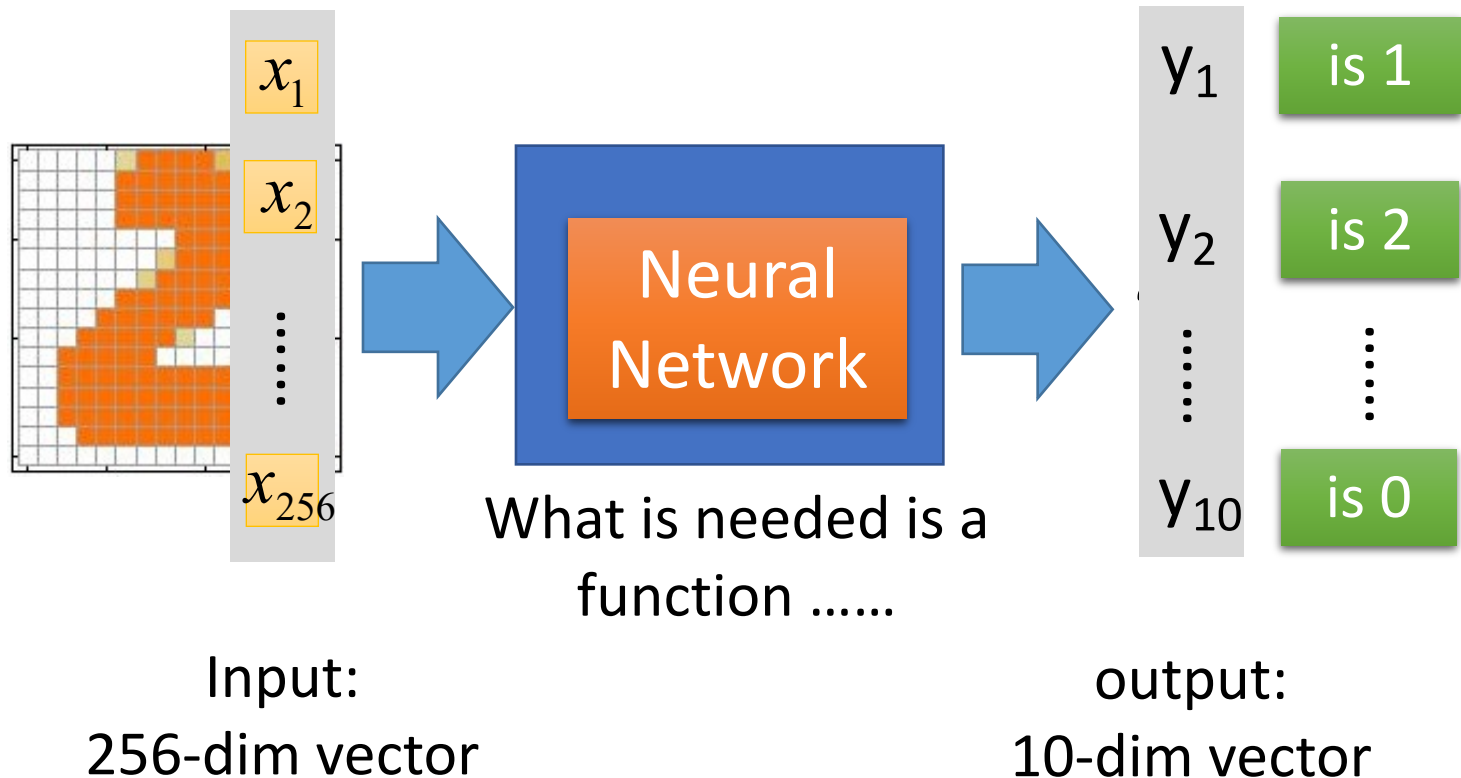 x1
x2
......
x256
Neural
Network
What is needed is a
function ……
y1
is 1
y2
is 2
......
......
y10
is 0
Input:
256-dim vector
output:
10-dim vector